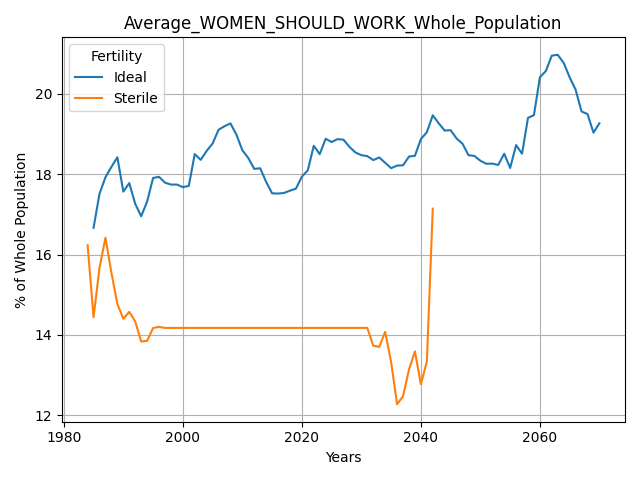 Average_WOMEN_SHOULD_WORK_Whole_Population
Fertility
Ideal
Sterile
% of Whole Population
20
18
16
14
12
1980
2000
2020
2040
2060
Years